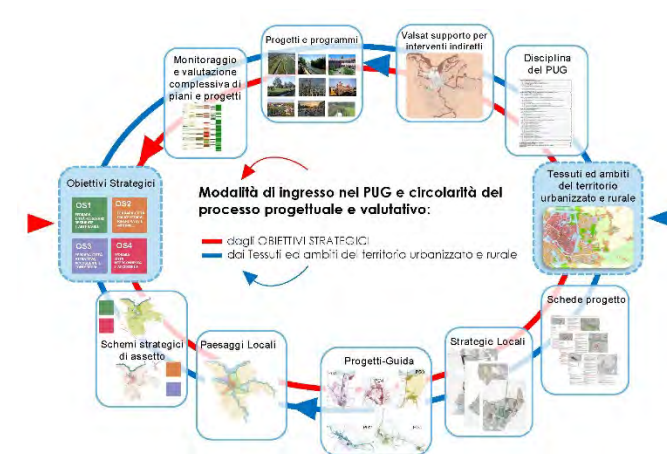 Progetti e programmi
Valsat supporto per
interventi indiretti
Monitoraggio
e valutazione
complessiva di
piani e progetti
Disciplina
del PUG
Obiettivi Strategici
OS1
OS2
OS3
OS4
Modalità di ingresso nel PUG e circolarità del
processo progettuale e valutativo:
dagli OBIETTIVI STRATEGICI
dai Tessuti ed ambiti del territorio urbanizzato e rurale
Tessuti ed ambiti
del territorio
urbanizzato e rurale
Schemi strategici
di assetto
Paesaggi Locali
Progetti-Guida
Strategie Locali
Schede progetto